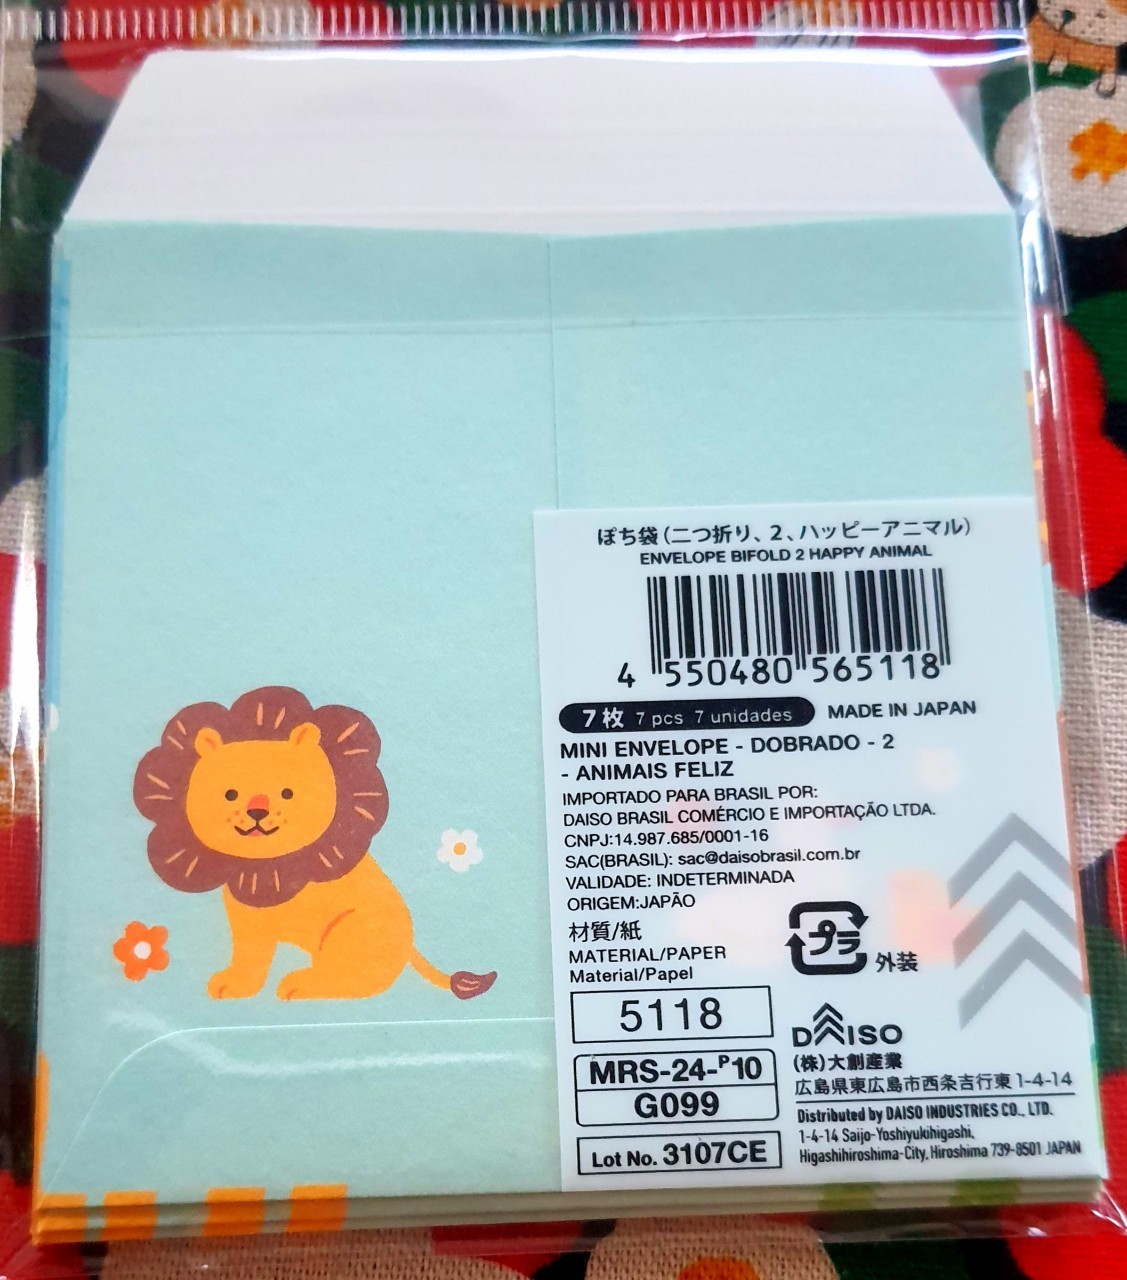 ぽち袋(二つ折り、2、ハッピーアニマル)
ENVELOPE BIFOLD 2 HAPPY ANIMAL
4 550480 565118
7枚 7 pcs 7 unidades
MADE IN JAPAN
MINI ENVELOPE - DOBRADO - 2
- ANIMAIS FELIZ
IMPORTADO PARA BRASIL POR:
DAISO BRASIL COMÉRCIO E IMPORTAÇÃO LTDA.
CNPJ:14.987.685/0001-16
SAC(BRASIL): sac@daisobrasil.com.br
VALIDADE: INDETERMINADA
ORIGEM:JAPÃO
材質/紙
MATERIAL/PAPER
Material/Papel
プラ 外装
5118
MRS-24-P10
G099
Lot No. 3107CE
DAISO
(株)大創産業
広島県東広島市西条吉行東1-4-14
Distributed by DAISO INDUSTRIES CO., LTD.
1-4-14 Saijo-Yoshiyukihigashi,
Higashihiroshima-City, Hiroshima 739-8501 JAPAN